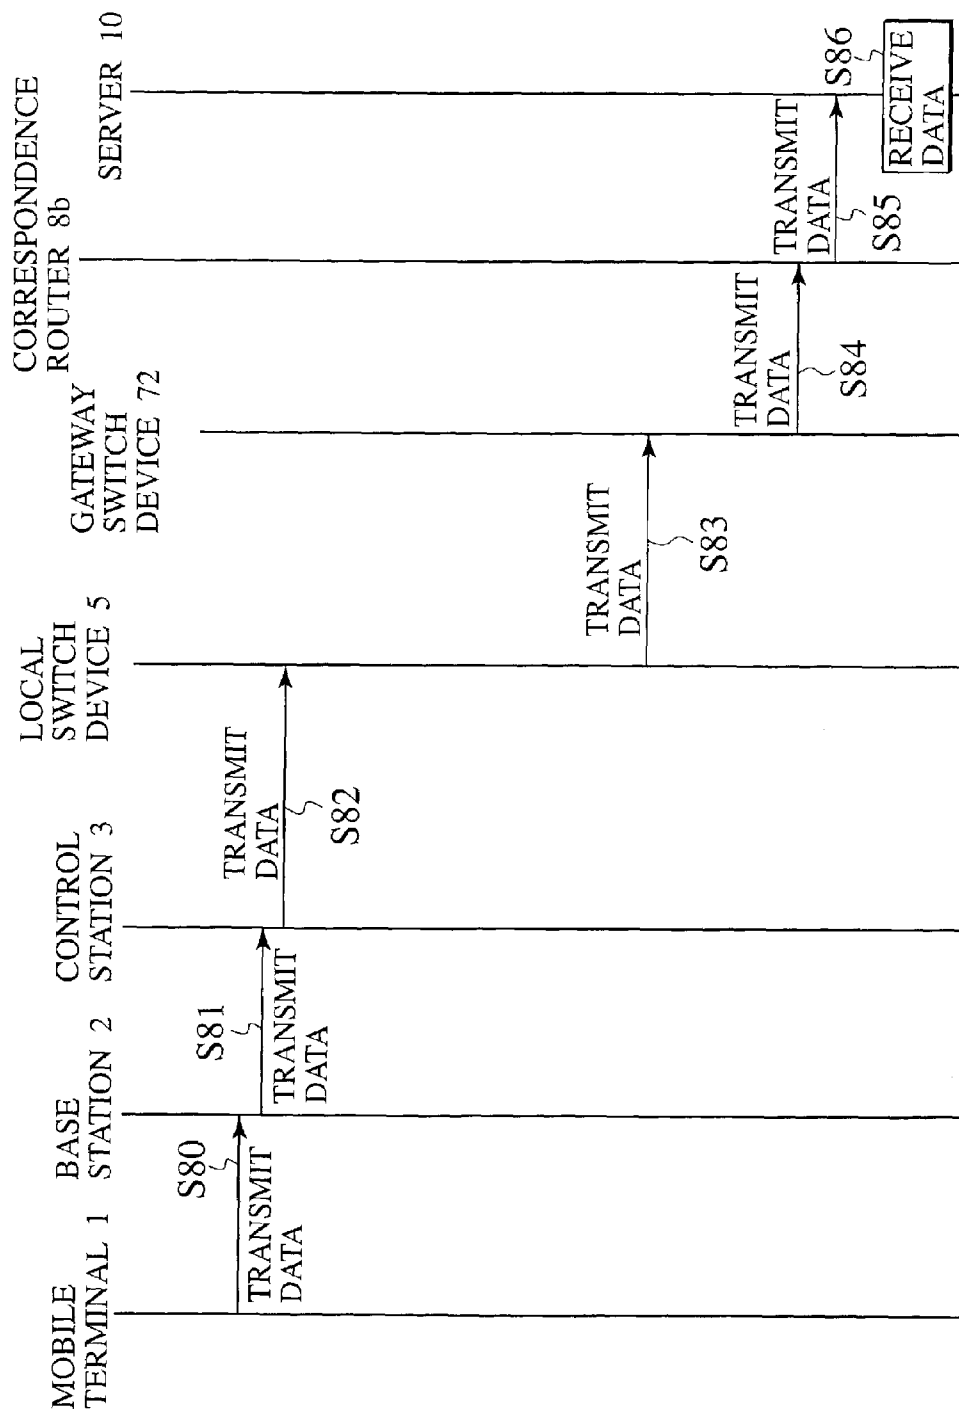 MOBILE
TERMINAL 1
BASE
STATION 2
CONTROL
STATION 3
LOCAL
SWITCH
DEVICE 5
GATEWAY
SWITCH
DEVICE 72
CORRESPONDENCE
ROUTER 8b
SERVER 10
S80
TRANSMIT
DATA
S81
TRANSMIT
DATA
TRANSMIT
DATA
S82
TRANSMIT
DATA
S83
TRANSMIT
DATA
S84
TRANSMIT
DATA
S85
S86
RECEIVE
DATA